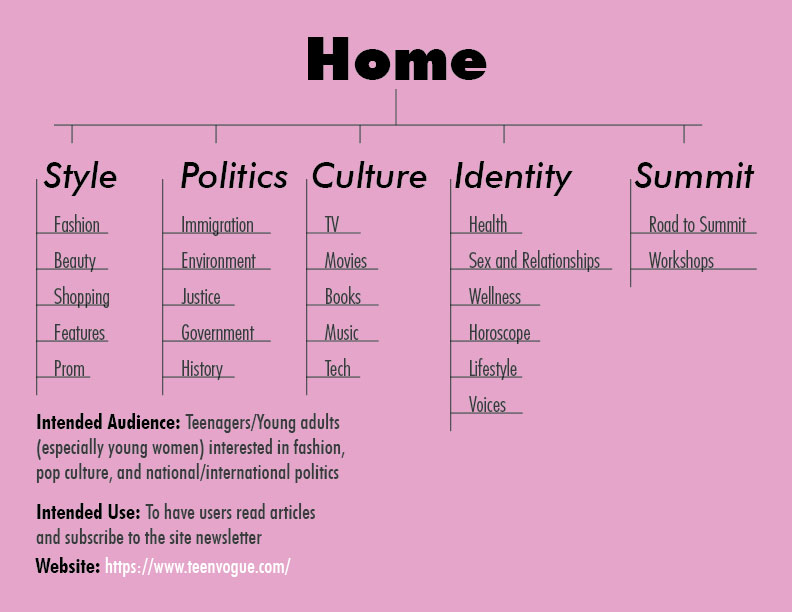 Home
Style
Fashion
Beauty
Shopping
Features
Prom
Politics
Immigration
Environment
Justice
Government
History
Culture
TV
Movies
Books
Music
Tech
Identity
Health
Sex and Relationships
Wellness
Horoscope
Lifestyle
Voices
Summit
Road to Summit
Workshops
Intended Audience: Teenagers/Young adults
(especially young women) interested in fashion,
pop culture, and national/international politics
Intended Use: To have users read articles
and subscribe to the site newsletter
Website: https://www.teenvogue.com/